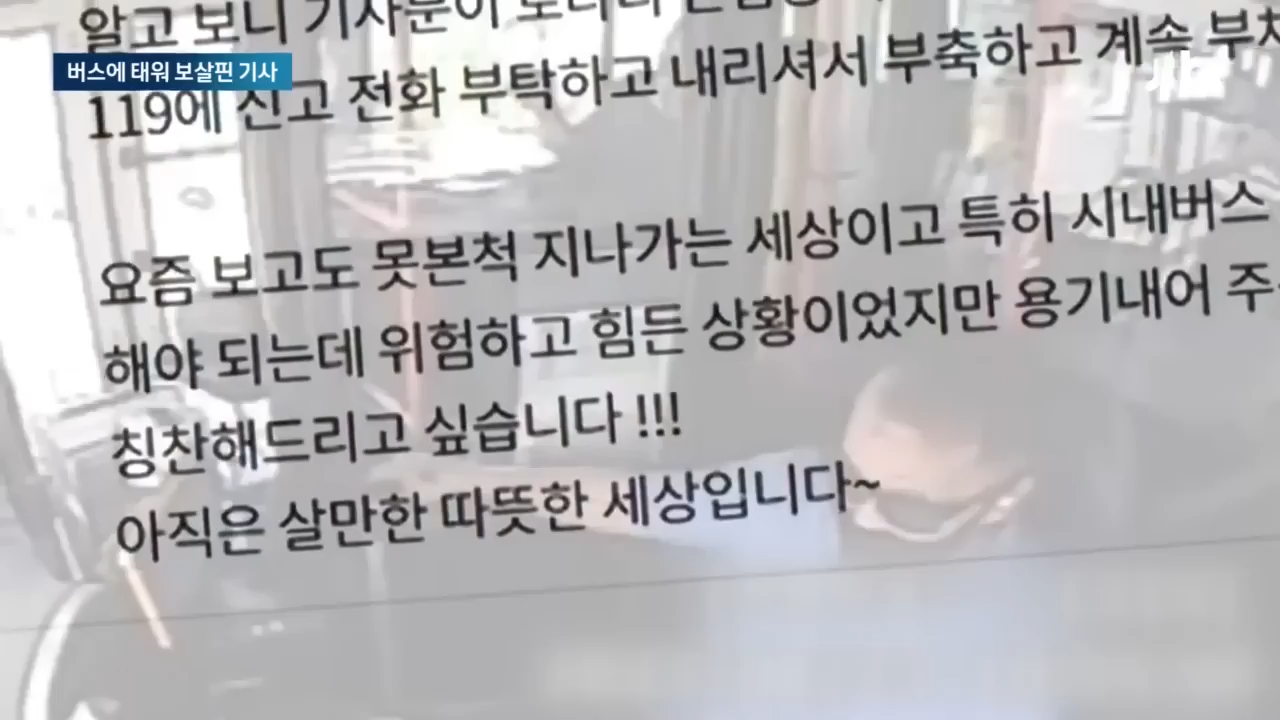 버스에 태워 보살핀 기사
알고 보니 기사분이
119에 신고 전화 부탁하고 내리셔서 부축하고 계속
요즘 보고도 못본척 지나가는 세상이고 특히 시내버스
해야 되는데 위험하고 힘든 상황이었지만 용기내어
칭찬해드리고 싶습니다 !!!
아직은 살만한 따뜻한 세상입니다~